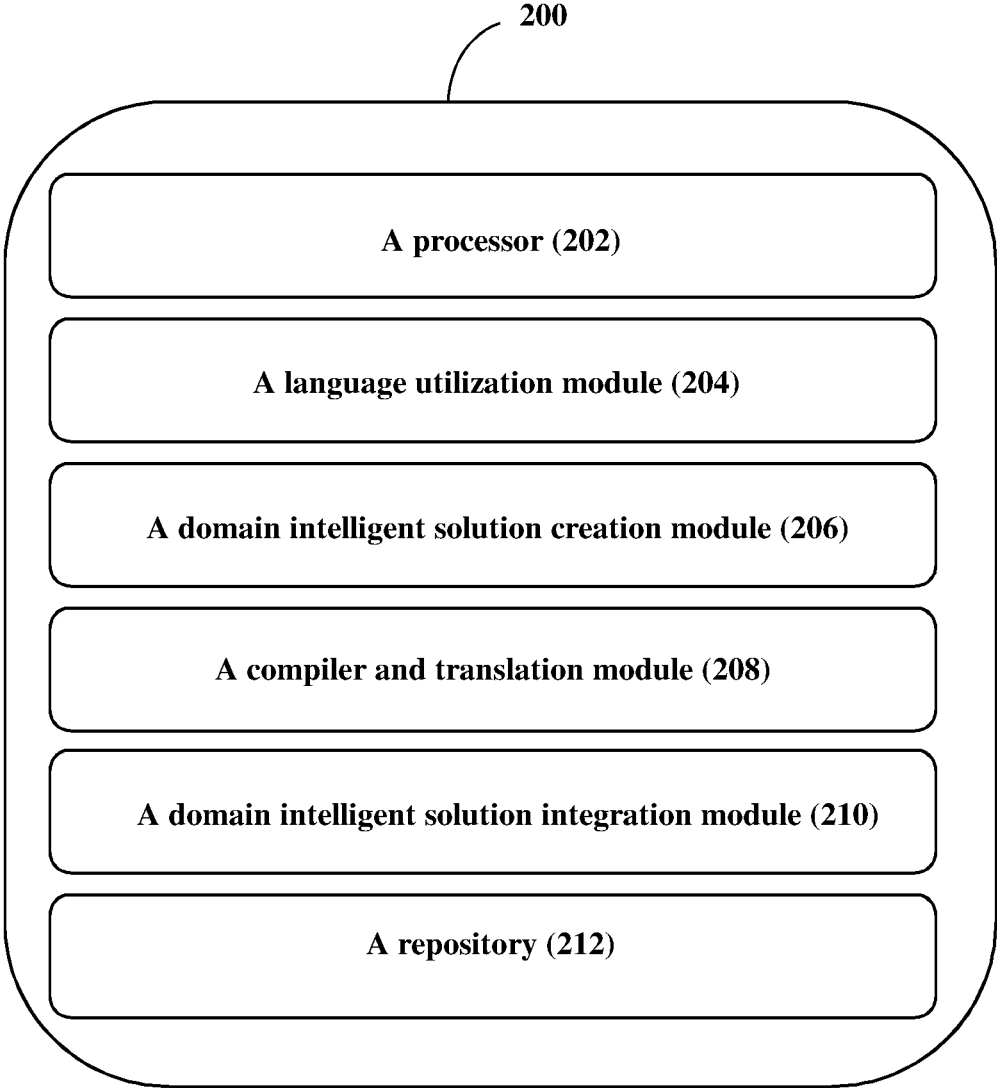 200
A processor (202)
A language utilization module (204)
A domain intelligent solution creation module (206)
A compiler and translation module (208)
A domain intelligent solution integration module (210)
A repository (212)